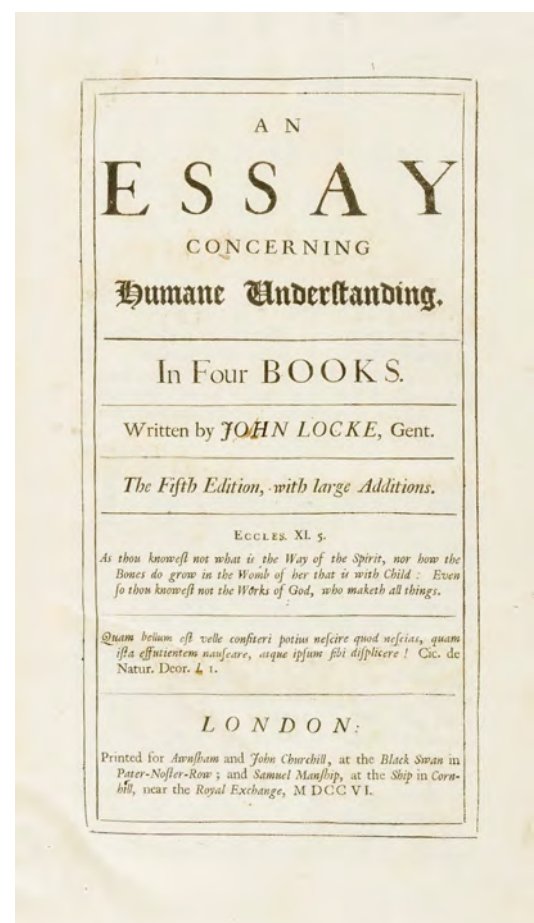 AN
ESSAY
CONCERNING
Humane Underſtanding.
In Four BOOKS.
Written by JOHN LOCKE, Gent.
The Fifth Edition, with large Additions.
ECCLES. XI. 5.
As thou knoweſt not what is the Way of the Spirit, nor how the
Bones do grow in the Womb of her that is with Child : Even
ſo thou knoweſt not the Works of God, who maketh all things.
Quam bellum eſt velle confiteri potius neſcire quod neſcias, quam
iſta effutientem nauſeare, atque ipſum ſibi diſplicere ! Cic. de
Natur. Deor. l. 1.
LONDON:
Printed for Awnſham and John Churchill, at the Black Swan in
Pater-Noſter-Row ; and Samuel Manſhip, at the Ship in Corn-
hill, near the Royal Exchange, M DCC VI.